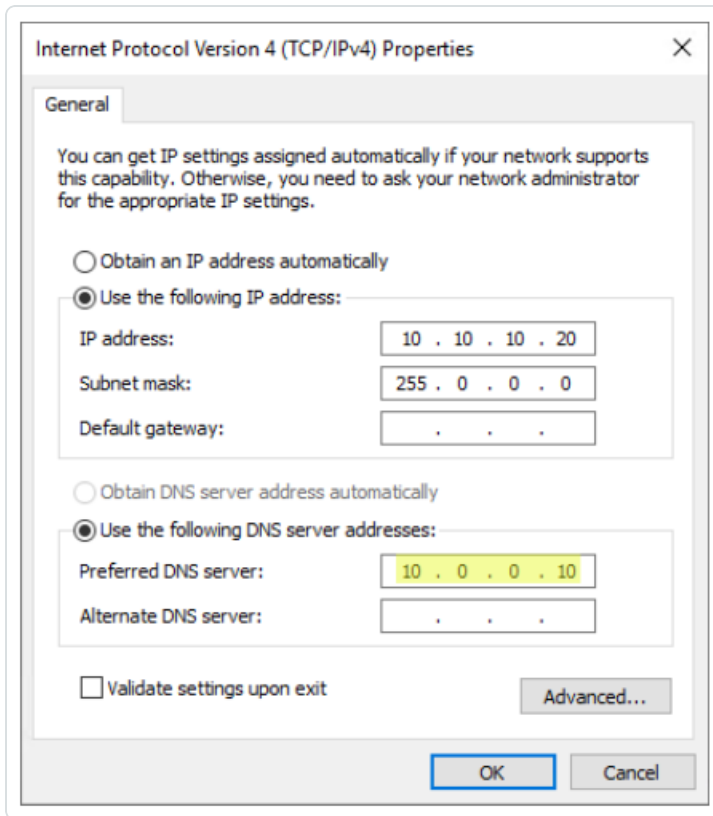 Internet Protocol Version 4 (TCP/IPv4) Properties
General
You can get IP settings assigned automatically if your network supports
this capability. Otherwise, you need to ask your network administrator
for the appropriate IP settings.
Obtain an IP address automatically
Use the following IP address:
IP address: 10 . 10 . 10 . 20
Subnet mask: 255 . 0 . 0 . 0
Default gateway: . . .
Obtain DNS server address automatically
Use the following DNS server addresses:
Preferred DNS server: 10 . 0 . 0 . 10
Alternate DNS server: . . .
Validate settings upon exit
Advanced...
OK Cancel